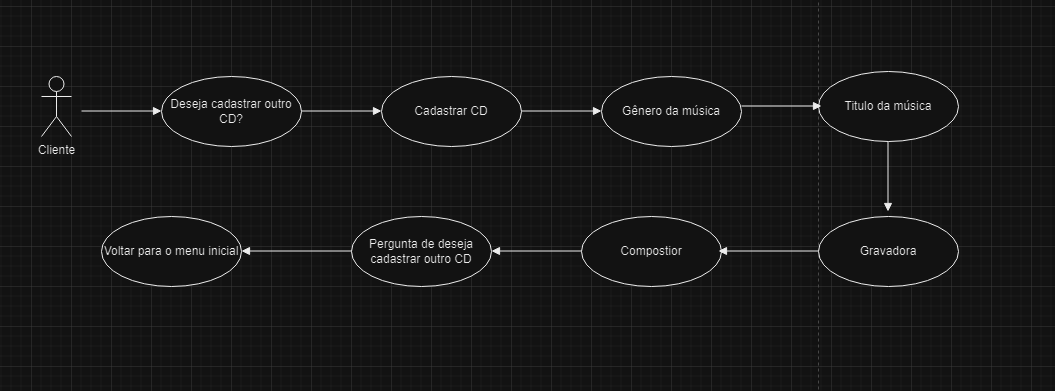 Deseja cadastrar outro
CD?
Cadastrar CD
Gênero da música
Titulo da música
Cliente
Voltar para o menu inicial
Pergunta de deseja
cadastrar outro CD
Compostior
Gravadora